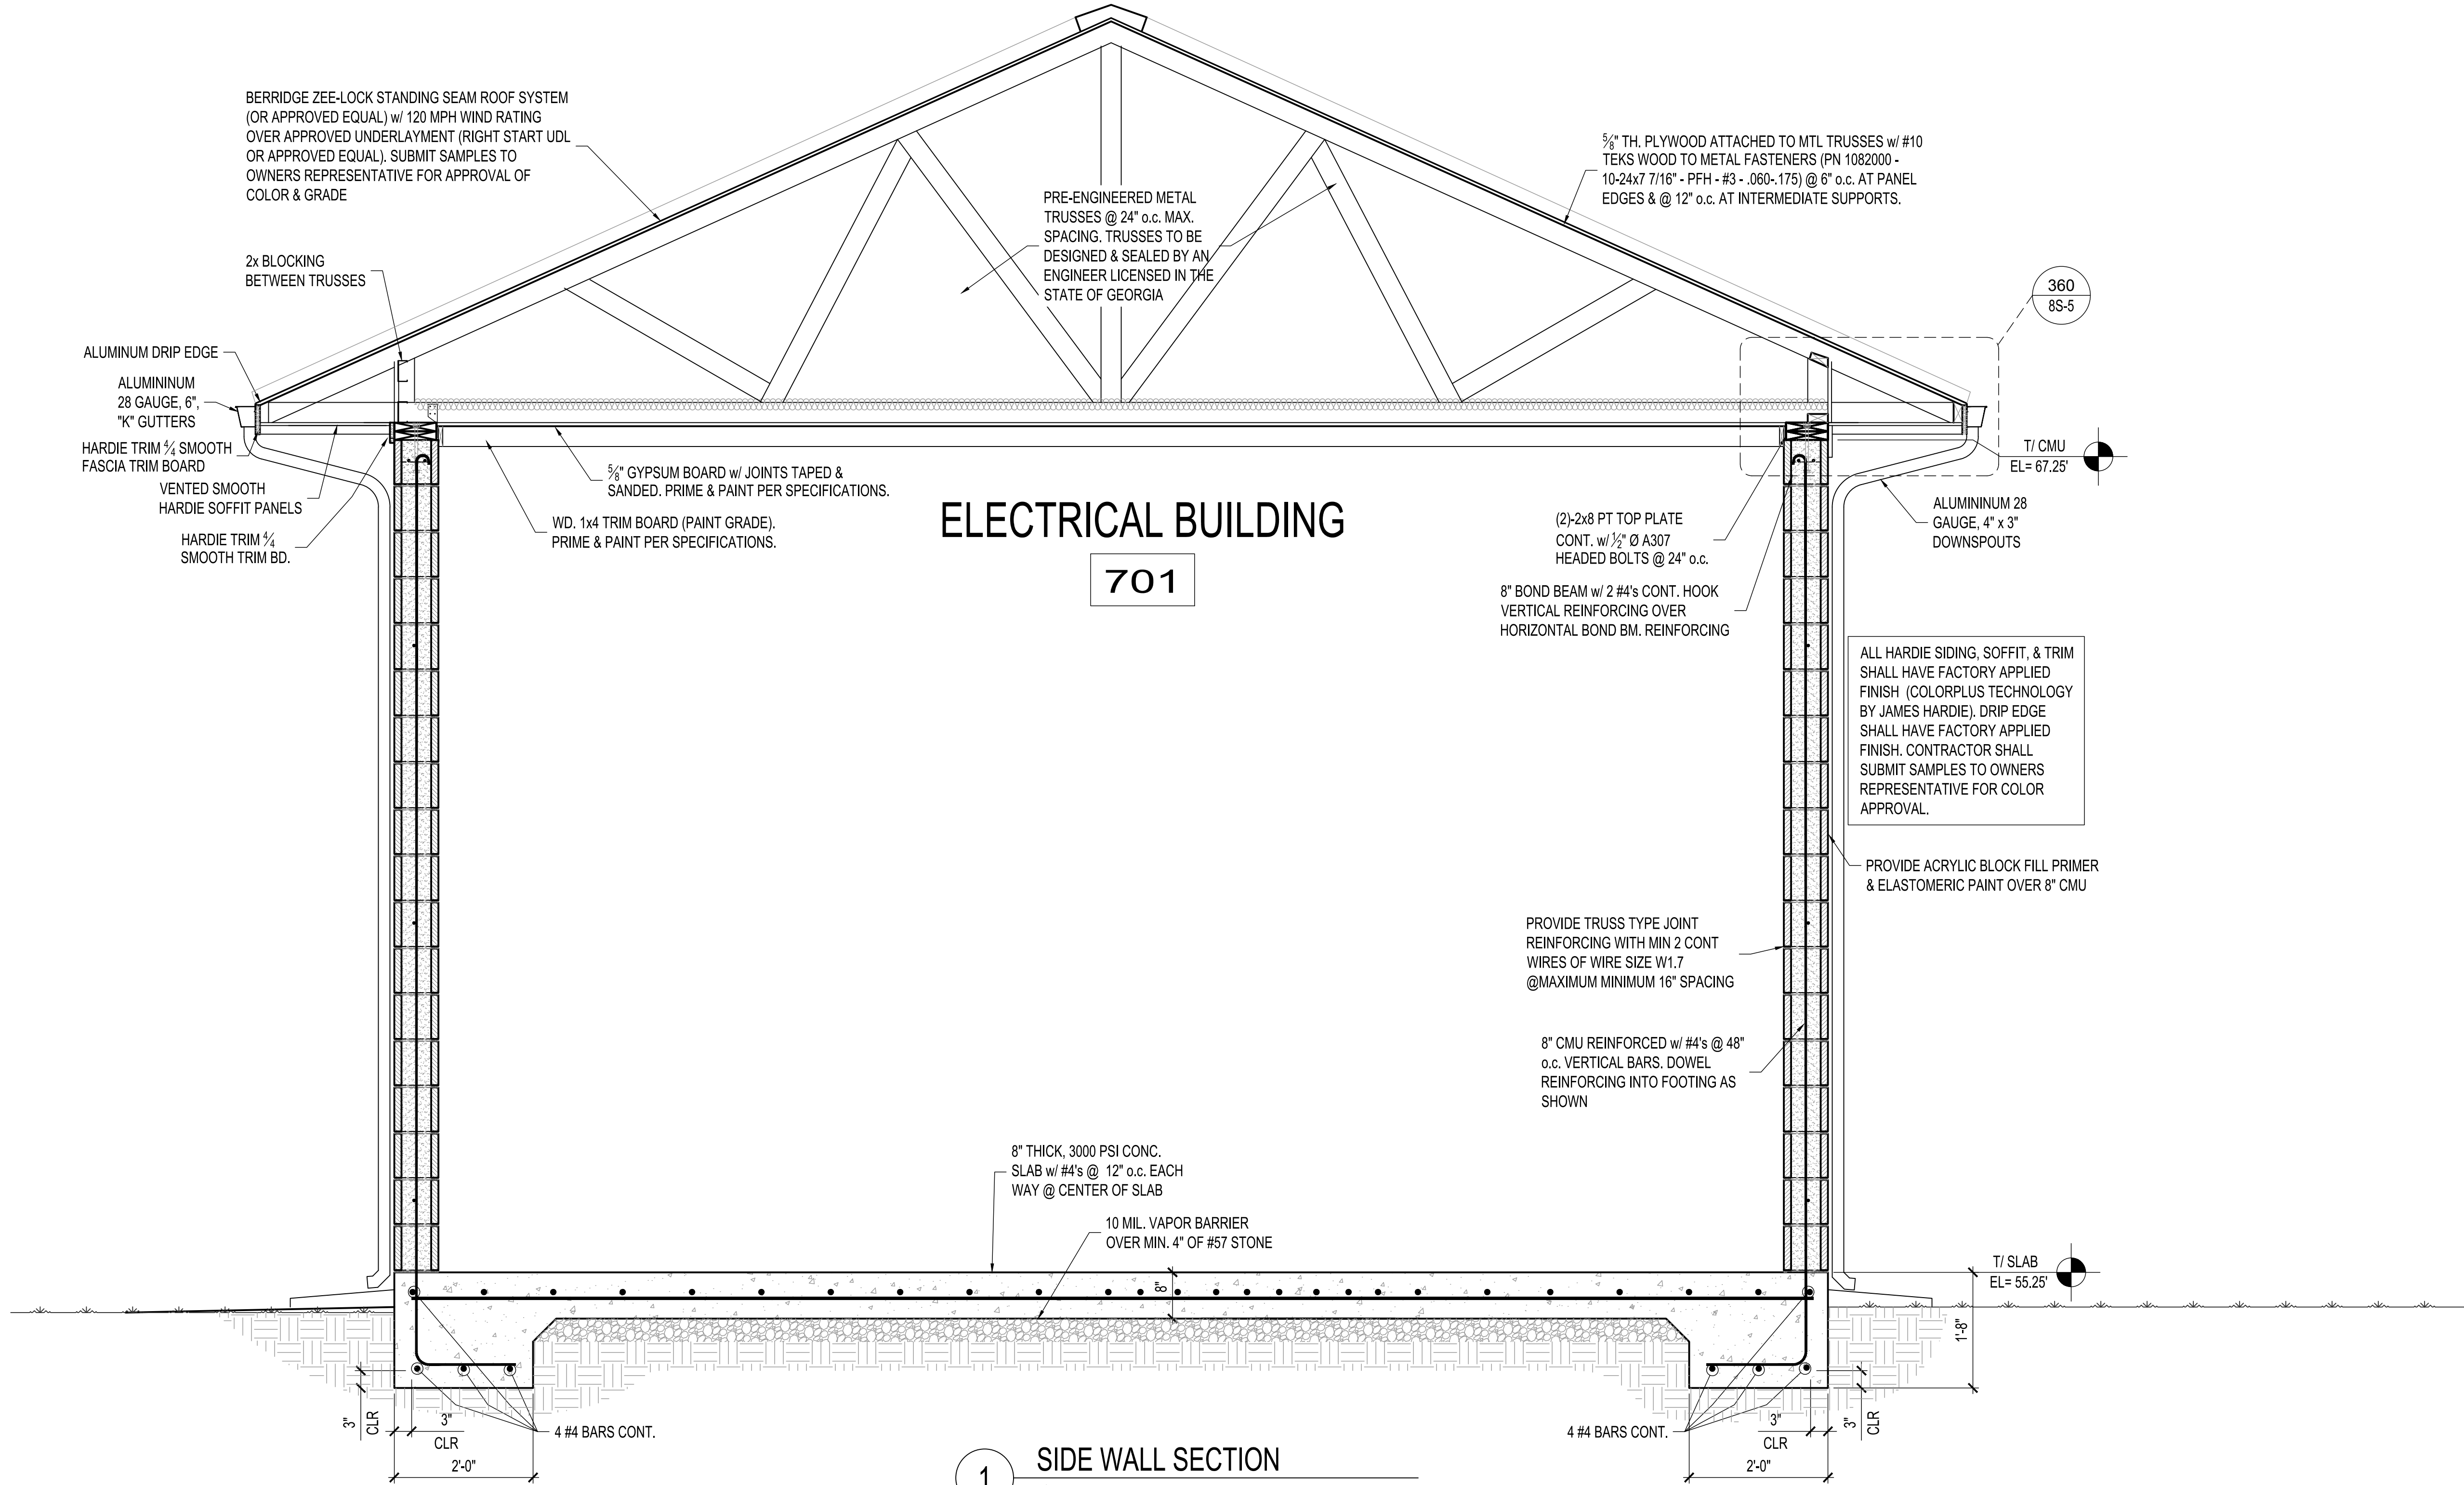 BERRIDGE ZEE-LOCK STANDING SEAM ROOF SYSTEM
(OR APPROVED EQUAL) w/ 120 MPH WIND RATING
OVER APPROVED UNDERLAYMENT (RIGHT START UDL
OR APPROVED EQUAL). SUBMIT SAMPLES TO
OWNERS REPRESENTATIVE FOR APPROVAL OF
COLOR & GRADE
5/8" TH. PLYWOOD ATTACHED TO MTL TRUSSES w/ #10
TEKS WOOD TO METAL FASTENERS (PN 1082000 -
10-24x7 7/16" - PFH - #3 - .060-.175) @ 6" o.c. AT PANEL
EDGES & @ 12" o.c. AT INTERMEDIATE SUPPORTS.
PRE-ENGINEERED METAL
TRUSSES @ 24" o.c. MAX.
SPACING. TRUSSES TO BE
DESIGNED & SEALED BY AN
ENGINEER LICENSED IN THE
STATE OF GEORGIA
2x BLOCKING
BETWEEN TRUSSES
360
8S-5
ALUMINUM DRIP EDGE
ALUMININUM
28 GAUGE, 6",
"K" GUTTERS
HARDIE TRIM 4/4 SMOOTH
FASCIA TRIM BOARD
VENTED SMOOTH
HARDIE SOFFIT PANELS
HARDIE TRIM 4/4
SMOOTH TRIM BD.
5/8" GYPSUM BOARD w/ JOINTS TAPED &
SANDED. PRIME & PAINT PER SPECIFICATIONS.
WD. 1x4 TRIM BOARD (PAINT GRADE).
PRIME & PAINT PER SPECIFICATIONS.
ELECTRICAL BUILDING
701
T/ CMU
EL= 67.25'
(2)-2x8 PT TOP PLATE
CONT. w/ 1/2" Ø A307
HEADED BOLTS @ 24" o.c.
ALUMININUM 28
GAUGE, 4" x 3"
DOWNSPOUTS
8" BOND BEAM w/ 2 #4's CONT. HOOK
VERTICAL REINFORCING OVER
HORIZONTAL BOND BM. REINFORCING
ALL HARDIE SIDING, SOFFIT, & TRIM
SHALL HAVE FACTORY APPLIED
FINISH (COLORPLUS TECHNOLOGY
BY JAMES HARDIE). DRIP EDGE
SHALL HAVE FACTORY APPLIED
FINISH. CONTRACTOR SHALL
SUBMIT SAMPLES TO OWNERS
REPRESENTATIVE FOR COLOR
APPROVAL.
PROVIDE ACRYLIC BLOCK FILL PRIMER
& ELASTOMERIC PAINT OVER 8" CMU
PROVIDE TRUSS TYPE JOINT
REINFORCING WITH MIN 2 CONT
WIRES OF WIRE SIZE W1.7
@MAXIMUM MINIMUM 16" SPACING
8" CMU REINFORCED w/ #4's @ 48"
o.c. VERTICAL BARS. DOWEL
REINFORCING INTO FOOTING AS
SHOWN
8" THICK, 3000 PSI CONC.
SLAB w/ #4's @ 12" o.c. EACH
WAY @ CENTER OF SLAB
10 MIL. VAPOR BARRIER
OVER MIN. 4" OF #57 STONE
8"
T/ SLAB
EL= 55.25'
1'-8"
3"
CLR
3"
CLR
2'-0"
4 #4 BARS CONT.
4 #4 BARS CONT.
3"
CLR
3"
CLR
2'-0"
1
SIDE WALL SECTION